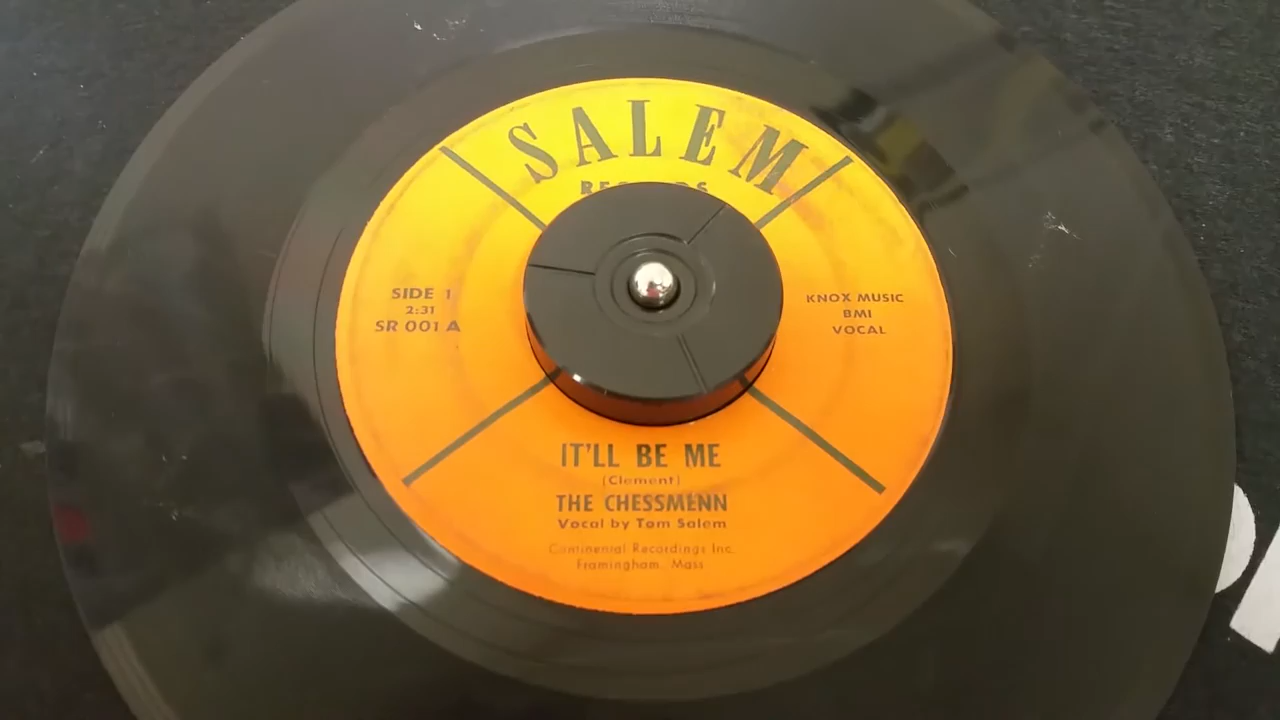 SALEM
RECORDS
SIDE 1
2:31
SR 001 A
KNOX MUSIC
BMI
VOCAL
IT'LL BE ME
(Clement)
THE CHESSMENN
Vocal by Tom Salem
Continental Recordings Inc.
Framingham, Mass